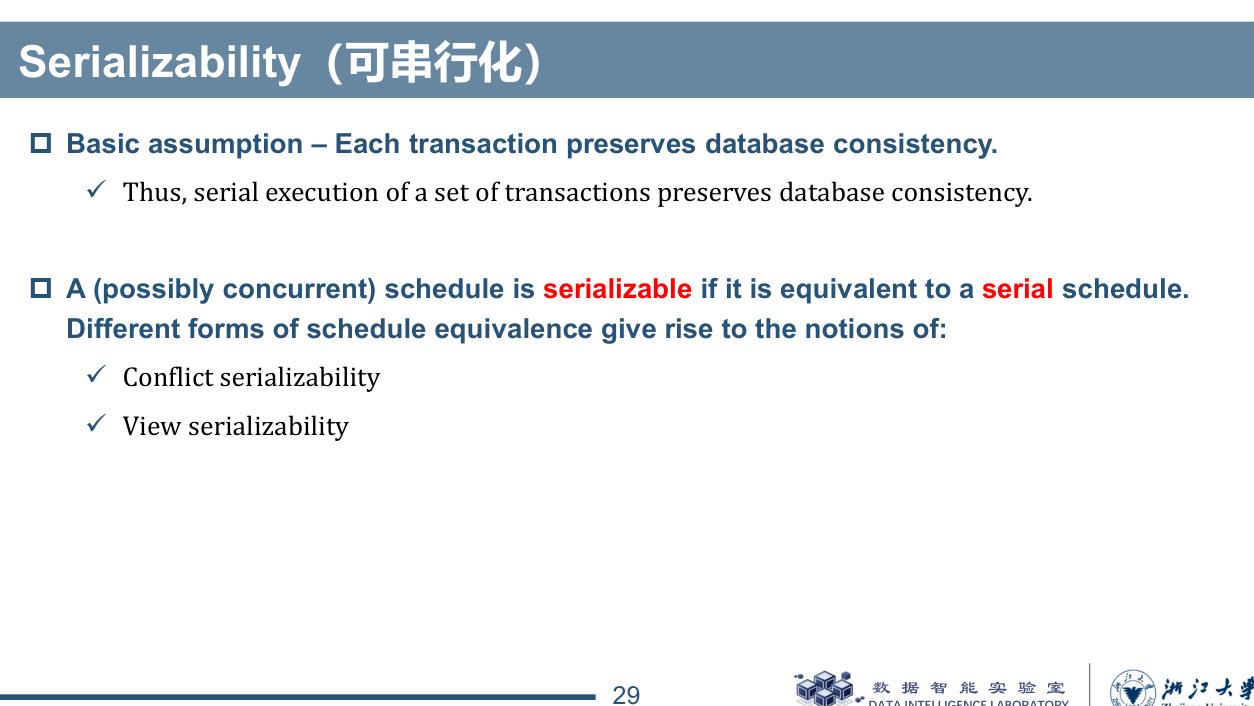 Serializability（可串行化）
Basic assumption – Each transaction preserves database consistency.
Thus, serial execution of a set of transactions preserves database consistency.
A (possibly concurrent) schedule is serializable if it is equivalent to a serial schedule.
Different forms of schedule equivalence give rise to the notions of:
Conflict serializability
View serializability
29
数据智能实验室
DATA INTELLIGENCE LABORATORY
浙江大学
Zhejiang University